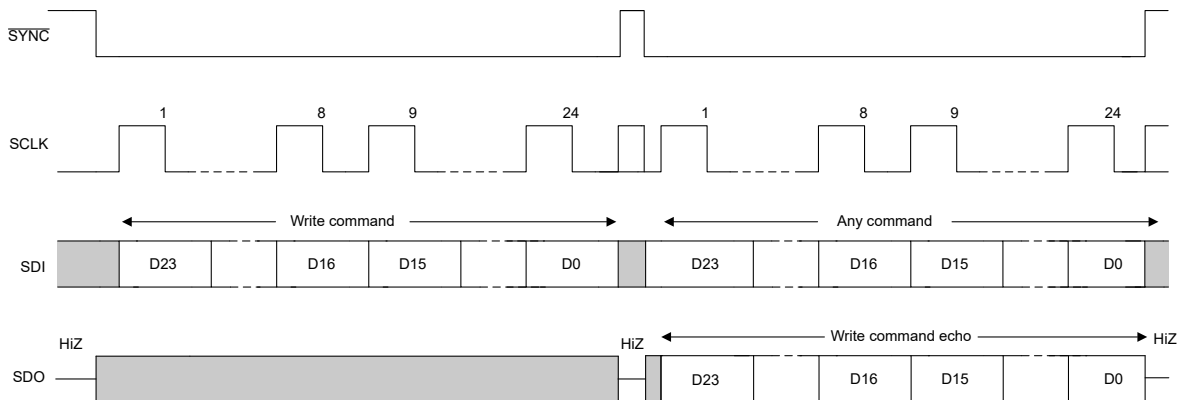 SYNC
1 8 9 24 1 8 9 24
SCLK
Write command Any command
SDI D23 D16 D15 D0 D23 D16 D15 D0
HiZ HiZ Write command echo HiZ
SDO D23 D16 D15 D0